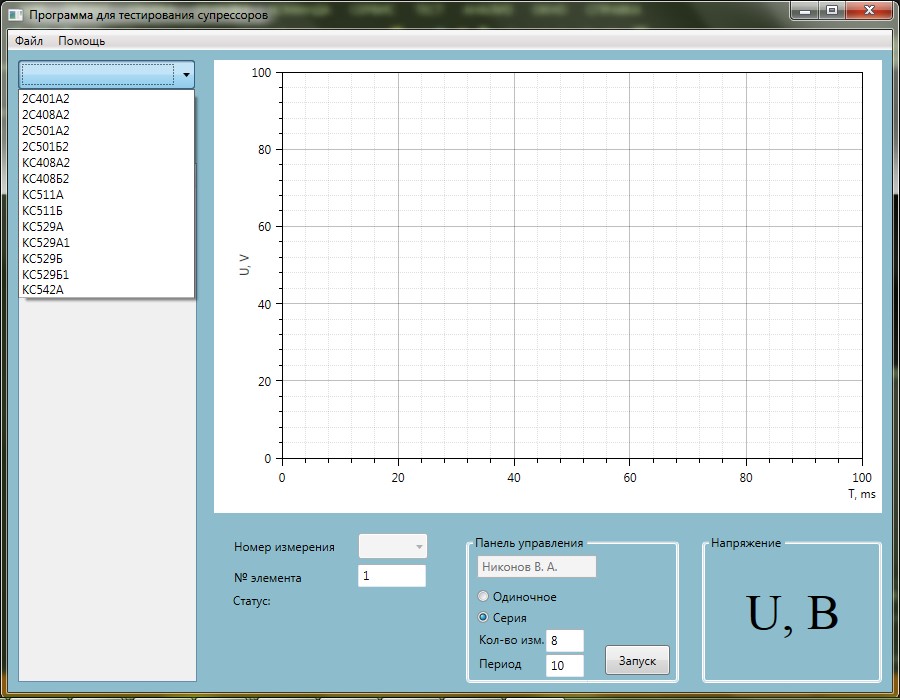 Программа для тестирования супрессоров
Файл Помощь
2С401А2
2С408А2
2С501А2
2С501Б2
КС408А2
КС408Б2
КС511А
КС511Б
КС529А
КС529А1
КС529Б
КС529Б1
КС542А
100
80
60
40
20
0
U, V
0 20 40 60 80 100
T, ms
Номер измерения
№ элемента 1
Статус:
Панель управления
Никонов В. А.
Одиночное
Серия
Кол-во изм. 8
Период 10
Запуск
Напряжение
U, В